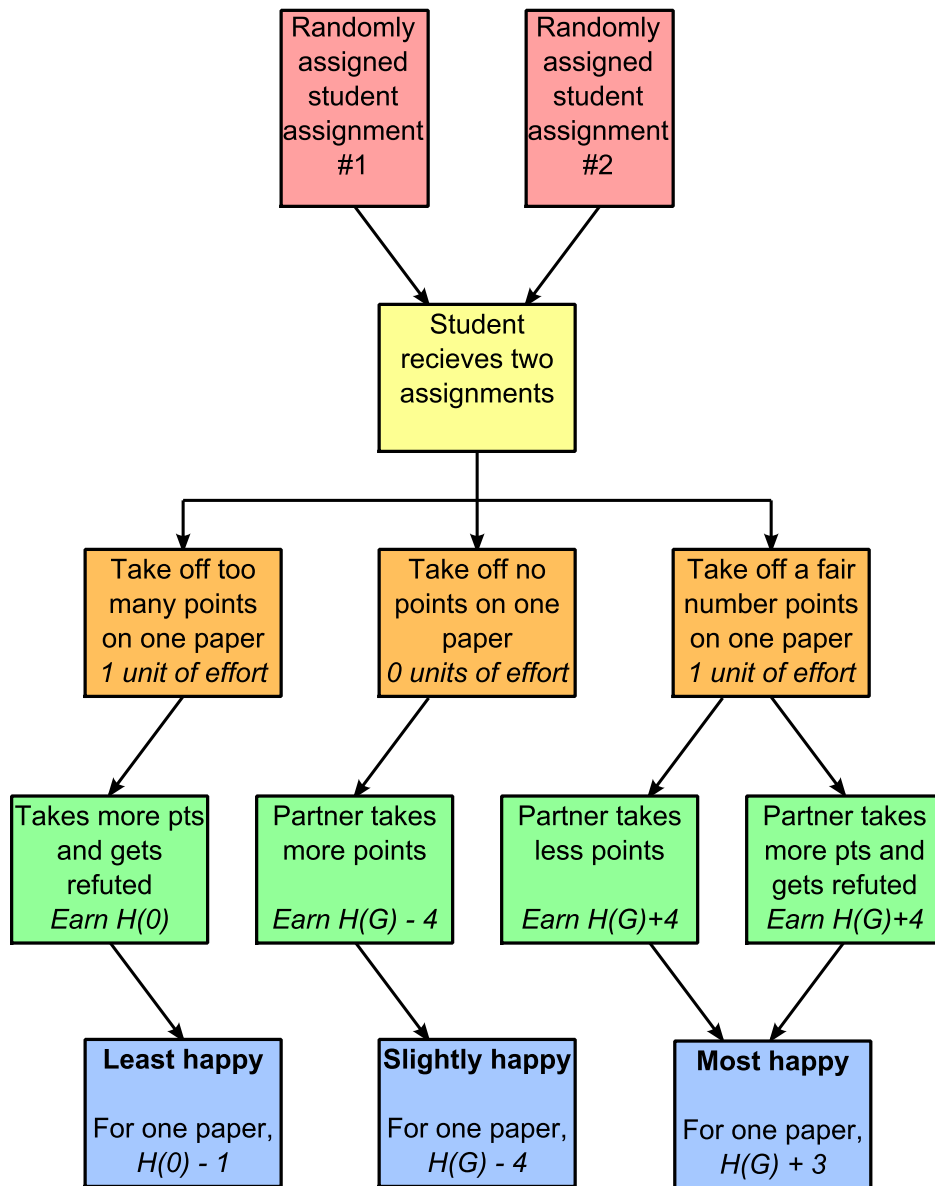 Randomly
assigned
student
assignment
#1
Randomly
assigned
student
assignment
#2
Student
recieves two
assignments
Take off too
many points
on one paper
1 unit of effort
Take off no
points on one
paper
0 units of effort
Take off a fair
number points
on one paper
1 unit of effort
Takes more pts
and gets
refuted
Earn H(0)
Partner takes
more points
Earn H(G) - 4
Partner takes
less points
Earn H(G)+4
Partner takes
more pts and
gets refuted
Earn H(G)+4
Least happy
For one paper,
H(0) - 1
Slightly happy
For one paper,
H(G) - 4
Most happy
For one paper,
H(G) + 3